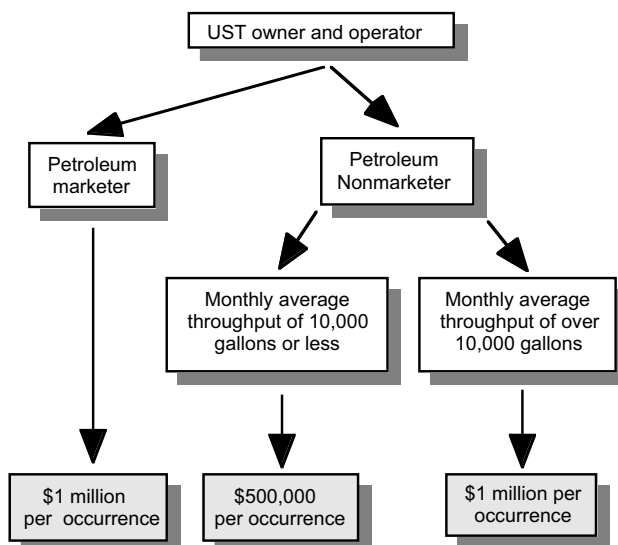 UST owner and operator
Petroleum
marketer
Petroleum
Nonmarketer
Monthly average
throughput of 10,000
gallons or less
Monthly average
throughput of over
10,000 gallons
$1 million
per occurrence
$500,000
per occurrence
$1 million per
occurrence